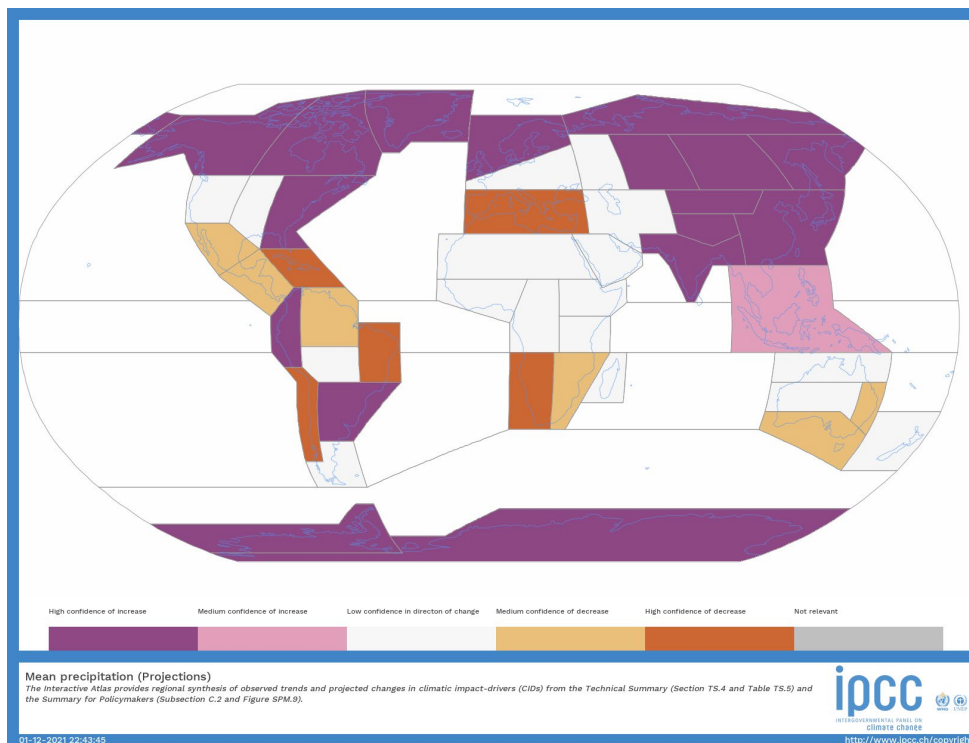 High confidence of increase
Medium confidence of increase
Low confidence in directon of change
Medium confidence of decrease
High confidence of decrease
Not relevant
Mean precipitation (Projections)
The Interactive Atlas provides regional synthesis of observed trends and projected changes in climatic impact-drivers (CIDs) from the Technical Summary (Section TS.4 and Table TS.5) and
the Summary for Policymakers (Subsection C.2 and Figure SPM.9).
ipcc
INTERGOVERNMENTAL PANEL ON
climate change
WMO
UNEP
01-12-2021 22:43:45
http://www.ipcc.ch/copyrigh